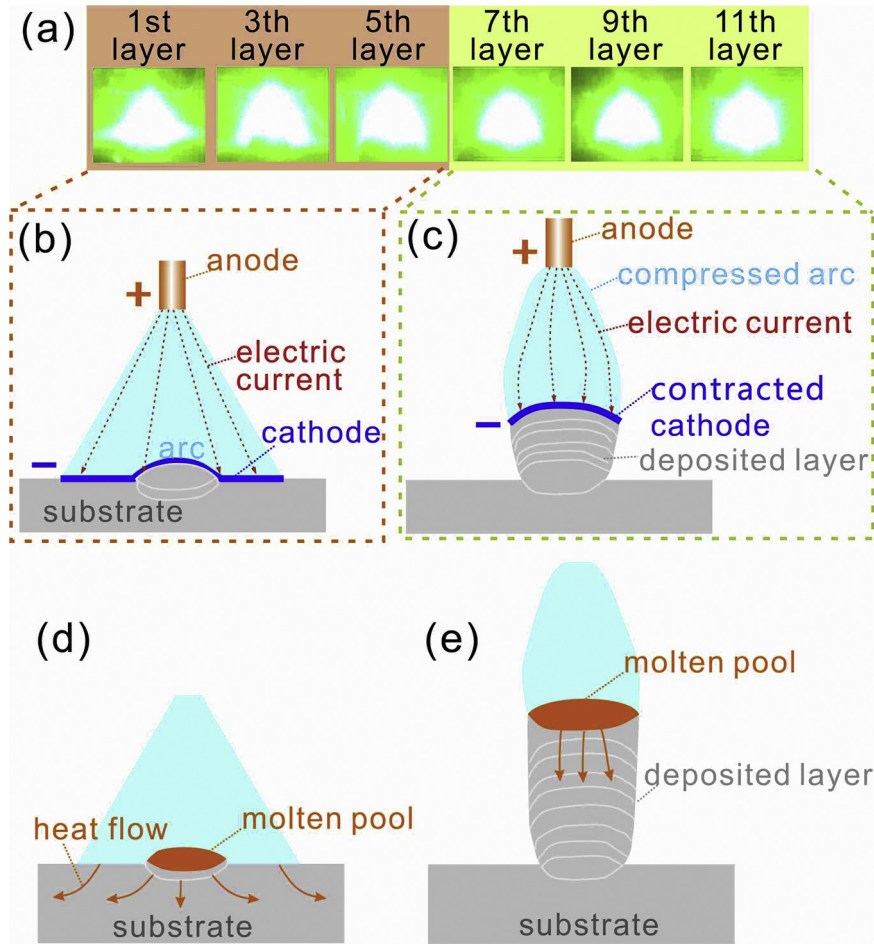 (a)
1st
layer
3th
layer
5th
layer
7th
layer
9th
layer
11th
layer
(b)
anode
+
electric
current
cathode
arc
−
substrate
(c)
anode
+
compressed arc
electric current
contracted
cathode
−
deposited layer
(d)
molten pool
heat flow
substrate
(e)
molten pool
deposited layer
substrate